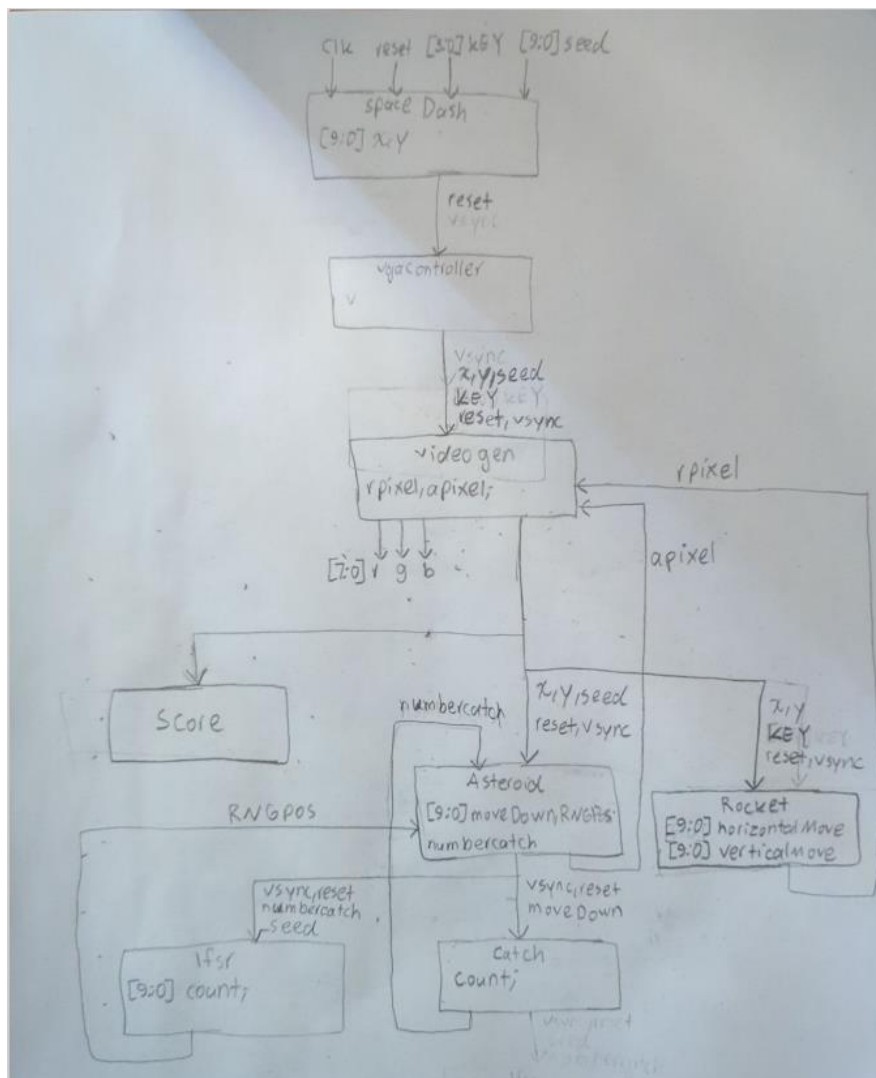 clk reset [3:0] KEY [9:0] seed
space Dash
[9:0] x,y
reset
vsync
vgacontroller
v
vsync
x,y,seed
KEY KEY,
reset,vsync
videogen
rpixel,apixel;
rpixel
apixel
[7:0] r g b
Score
numbercatch
x,y,seed
reset,vsync
x,y
KEY KEY
reset,vsync
Asteroid
[9:0] moveDown,RNGPos
numbercatch
RNGPOS
Rocket
[9:0] horizontalMove
[9:0] verticalMove
vsync,reset
numbercatch
seed
vsync,reset
moveDown
lfsr
[9:0] count;
Catch
count;